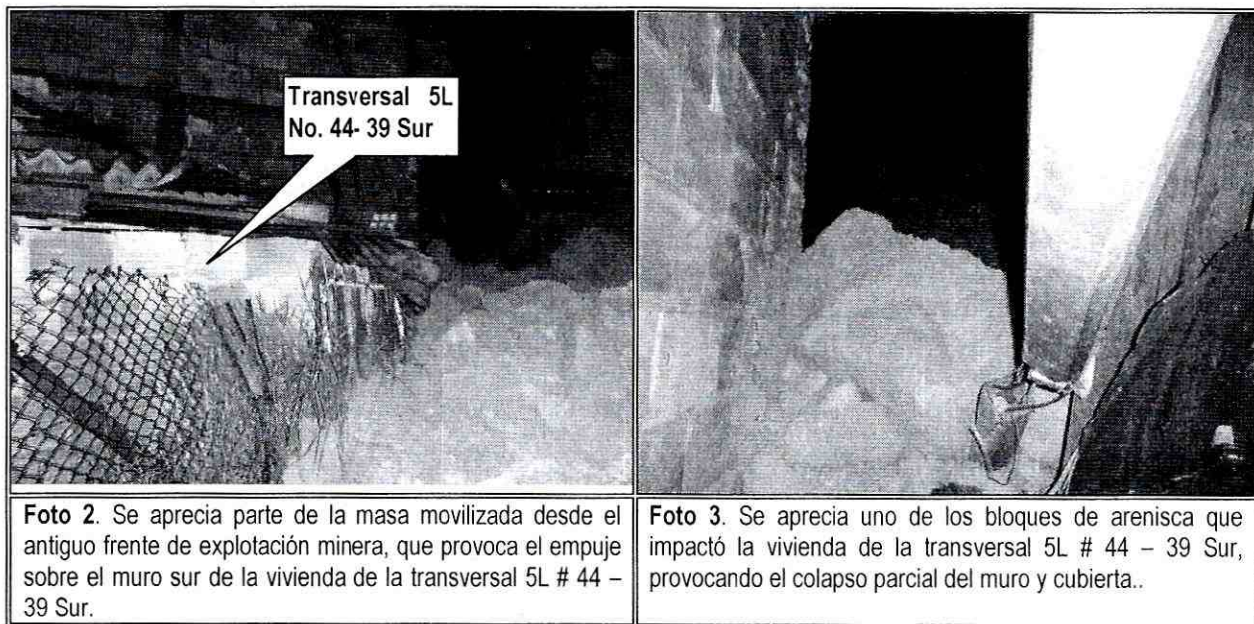 Transversal 5L
No. 44- 39 Sur
Foto 2. Se aprecia parte de la masa movilizada desde el
antiguo frente de explotación minera, que provoca el empuje
sobre el muro sur de la vivienda de la transversal 5L # 44 –
39 Sur.
Foto 3. Se aprecia uno de los bloques de arenisca que
impactó la vivienda de la transversal 5L # 44 – 39 Sur,
provocando el colapso parcial del muro y cubierta..